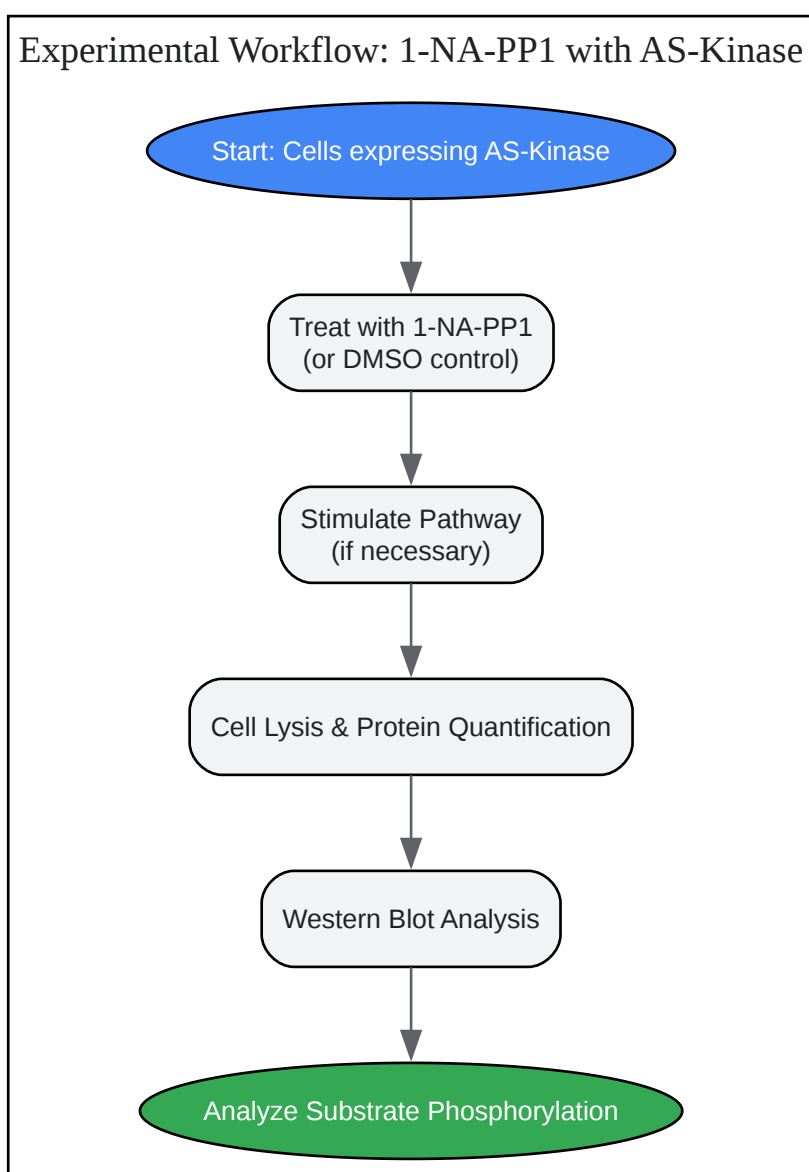 Experimental Workflow: 1-NA-PP1 with AS-Kinase
Start: Cells expressing AS-Kinase
Treat with 1-NA-PP1
(or DMSO control)
Stimulate Pathway
(if necessary)
Cell Lysis & Protein Quantification
Western Blot Analysis
Analyze Substrate Phosphorylation